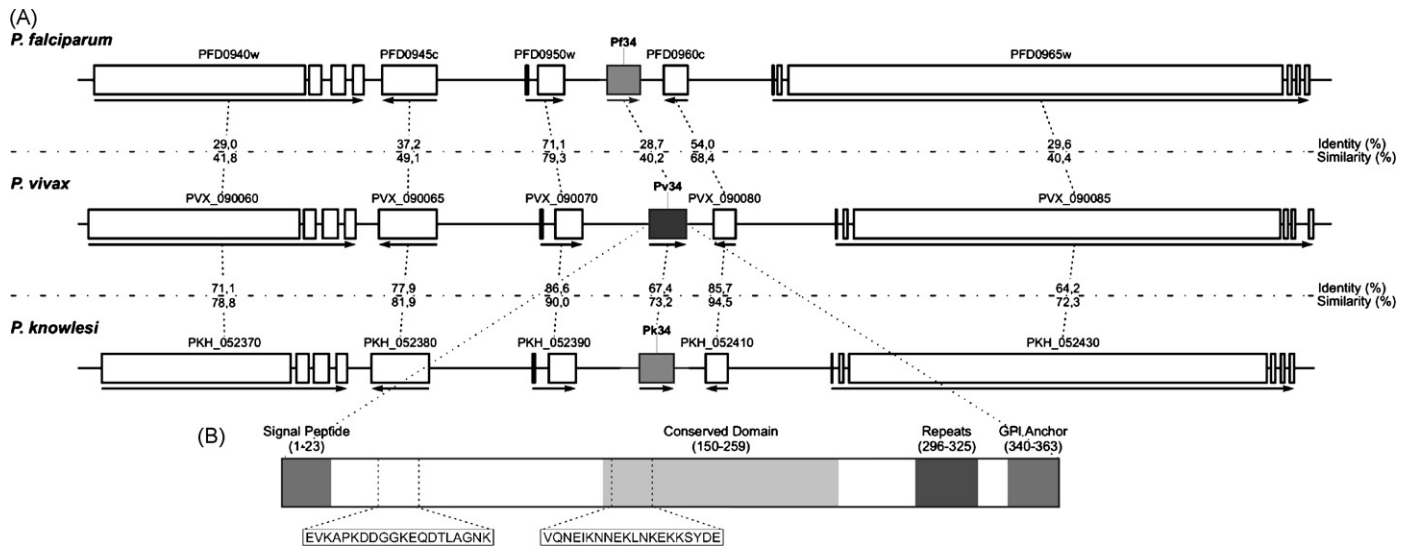 (A)
P. falciparum
PFD0940w PFD0945c PFD0950w Pf34 PFD0960c PFD0965w
29,0 37,2 71,1 28,7 54,0 29,6 Identity (%)
41,8 49,1 79,3 40,2 68,4 40,4 Similarity (%)
P. vivax
PVX_090060 PVX_090065 PVX_090070 Pv34 PVX_090080 PVX_090085
71,1 77,9 86,6 67,4 85,7 64,2 Identity (%)
78,8 81,9 90,0 73,2 94,5 72,3 Similarity (%)
P. knowlesi
PKH_052370 PKH_052380 PKH_052390 Pk34 PKH_052410 PKH_052430
(B)
Signal Peptide Conserved Domain Repeats GPI Anchor
(1-23) (150-259) (296-325) (340-363)
EVKAPKDDGGKEQDTLAGNK VQNEIKNNEKLNKEKKSYDE